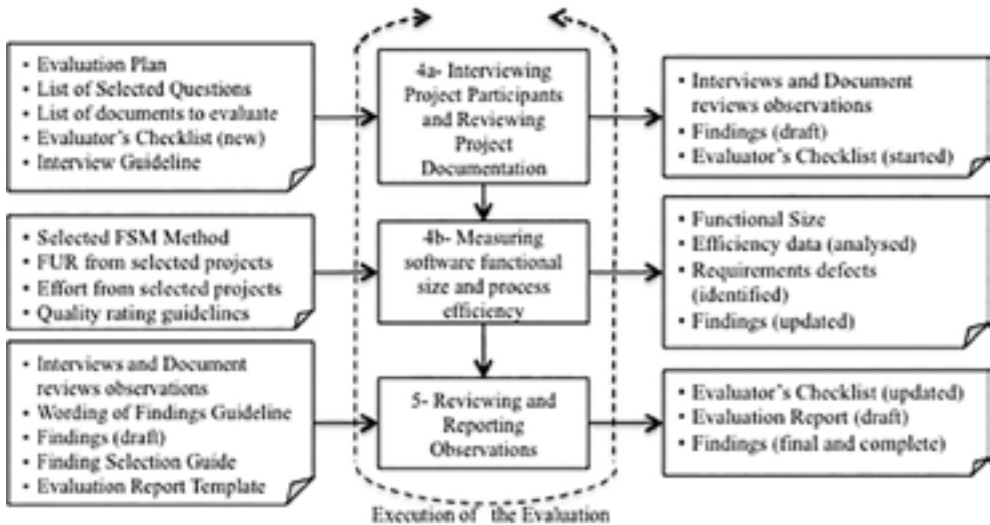 • Evaluation Plan
• List of Selected Questions
• List of documents to evaluate
• Evaluator's Checklist (new)
• Interview Guideline
4a- Interviewing
Project Participants
and Reviewing
Project
Documentation
Interviews and Document
reviews observations
• Findings (draft)
• Evaluator's Checklist (started)
• Selected FSM Method
• FUR from selected projects
• Effort from selected projects
• Quality rating guidelines
4b- Measuring
software functional
size and process
efficiency
• Functional Size
• Efficiency data (analysed)
• Requirements defects
(identified)
• Findings (updated)
• Interviews and Document
reviews observations
• Wording of Findings Guideline
• Findings (draft)
• Finding Selection Guide
• Evaluation Report Template
5- Reviewing and
Reporting
Observations
• Evaluator's Checklist (updated)
• Evaluation Report (draft)
• Findings (final and complete)
Execution of the Evaluation